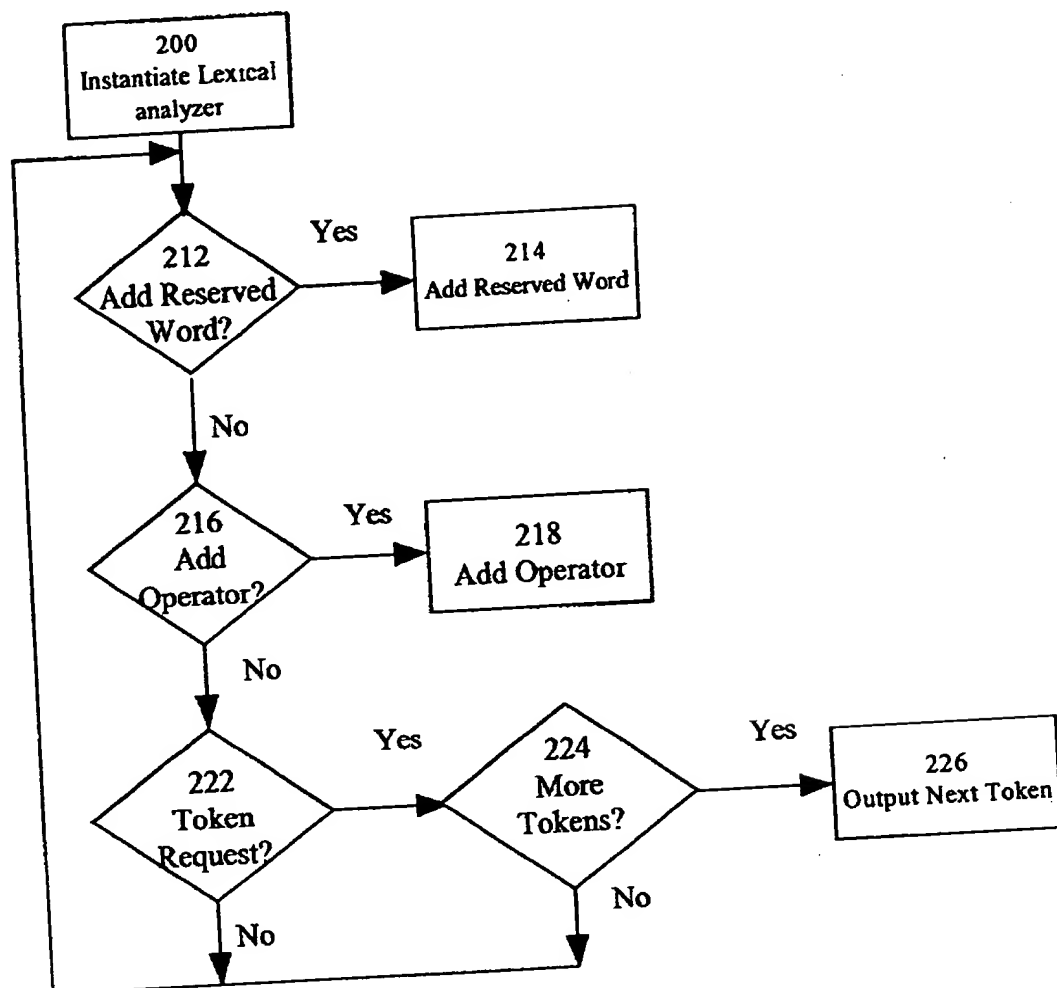 200
Instantiate Lexical
analyzer
212
Add Reserved
Word?
Yes
214
Add Reserved Word
No
216
Add
Operator?
Yes
218
Add Operator
No
222
Token
Request?
Yes
224
More
Tokens?
Yes
226
Output Next Token
No
No